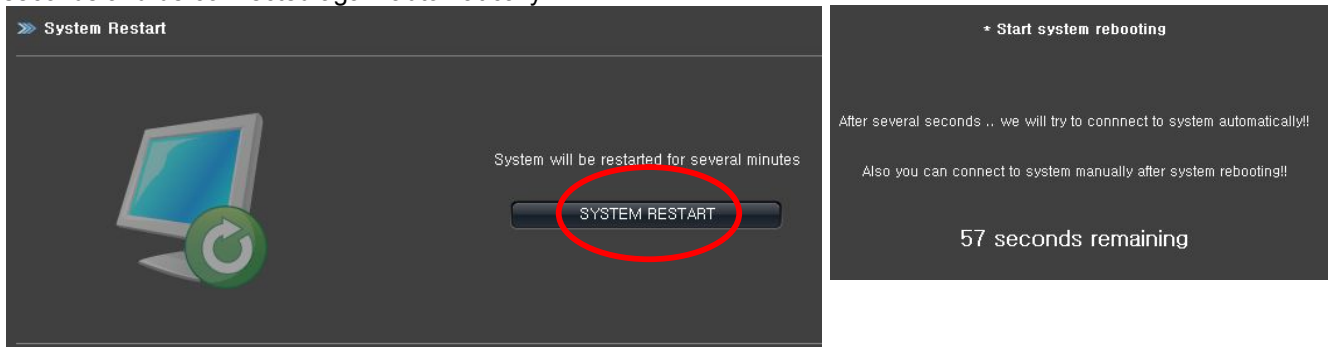 System Restart
System will be restarted for several minutes
SYSTEM RESTART
* Start system rebooting
After several seconds .. we will try to connnect to system automatically!!
Also you can connect to system manually after system rebooting!!
57 seconds remaining